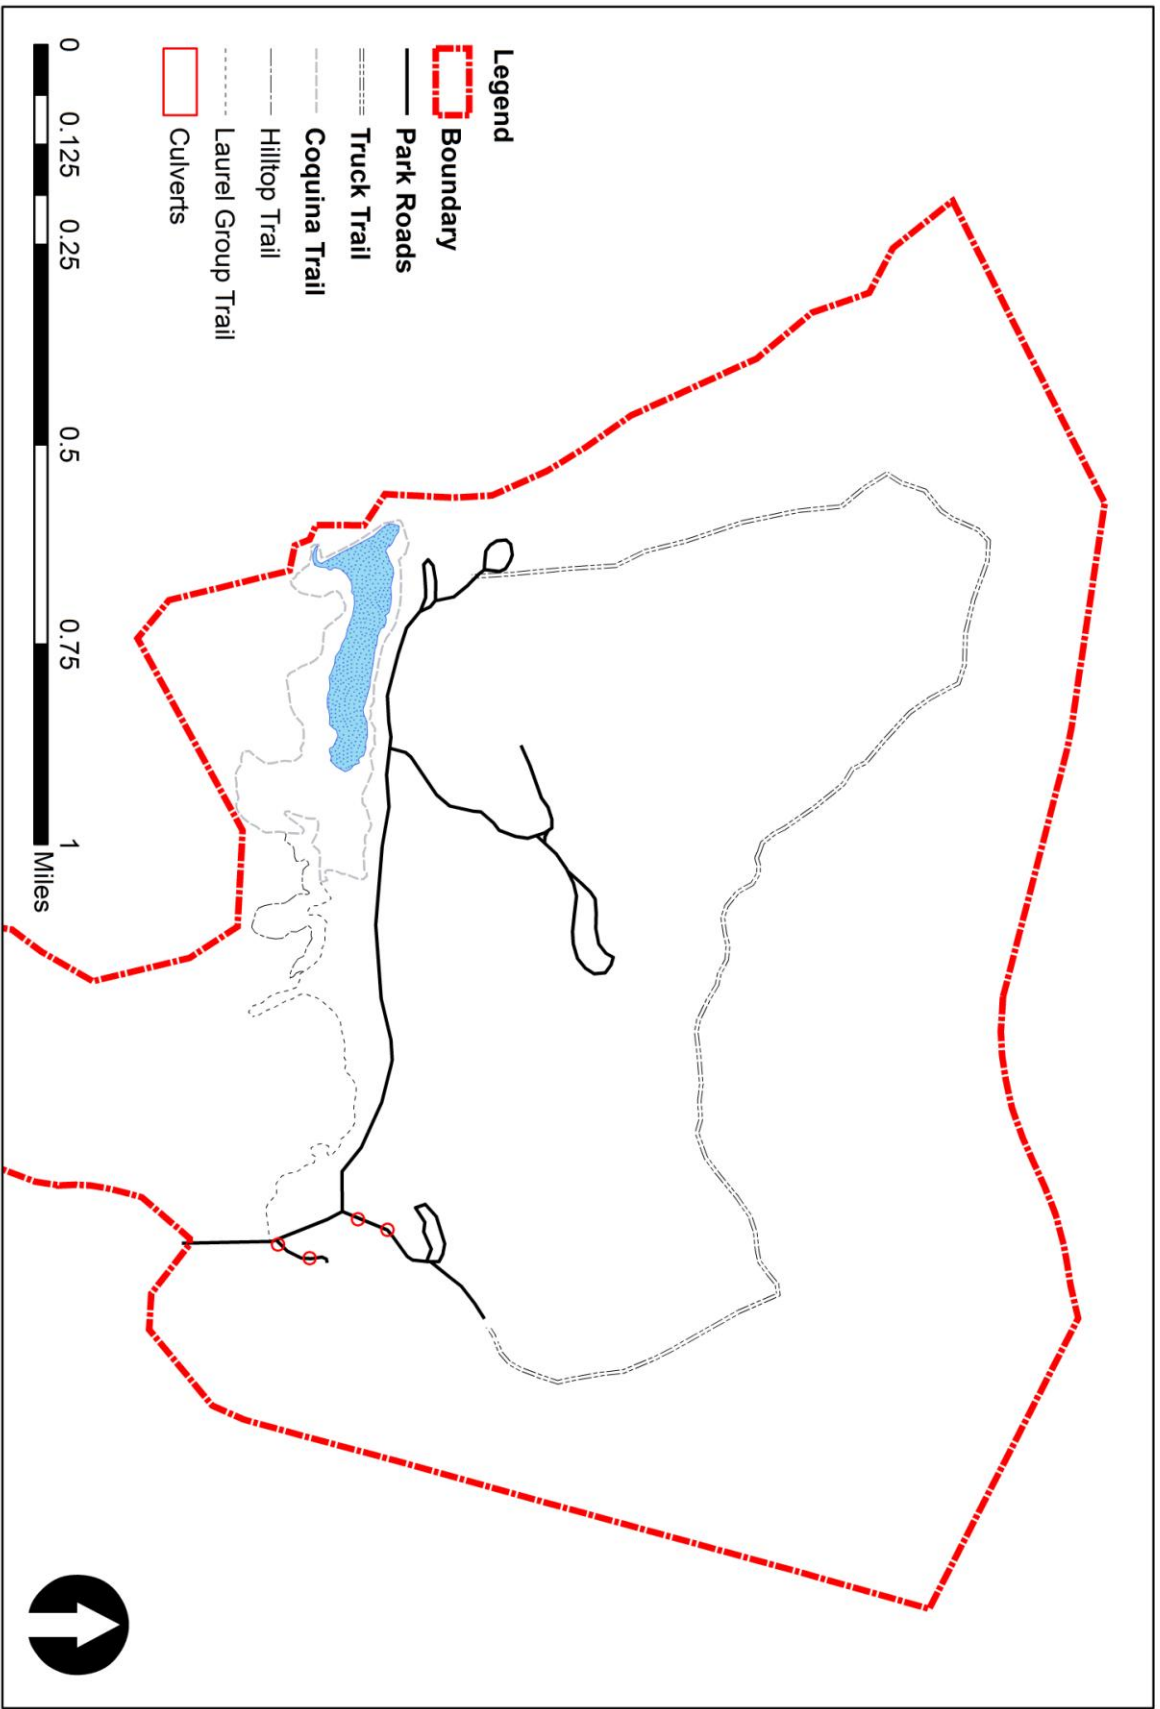 Legend
Boundary
Park Roads
Truck Trail
Coquina Trail
Hilltop Trail
Laurel Group Trail
Culverts
0 0.125 0.25 0.5 0.75 1
Miles